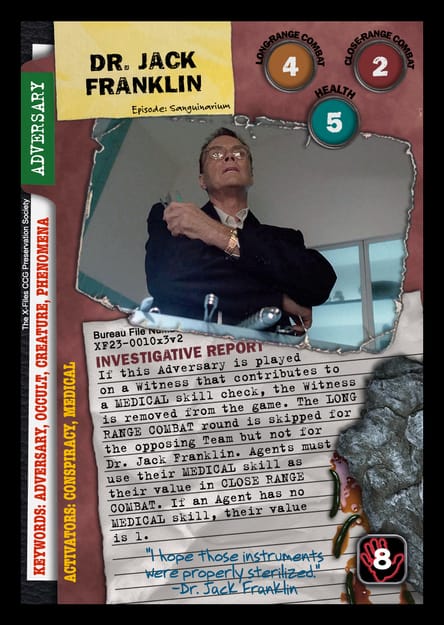 DR. JACK
FRANKLIN
Episode: Sanguinarium
LONG-RANGE COMBAT
4
CLOSE-RANGE COMBAT
2
HEALTH
5
ADVERSARY
The X-Files CCG Preservation Society
KEYWORDS: ADVERSARY, OCCULT, CREATURE, PHENOMENA
ACTIVATORS: CONSPIRACY, MEDICAL
Bureau File
XF23-0010x3v2
INVESTIGATIVE REPORT
If this Adversary is played
on a Witness that contributes to
a MEDICAL skill check, the Witness
is removed from the game. The LONG
RANGE COMBAT round is skipped for
the opposing Team but not for
Dr. Jack Franklin. Agents must
use their MEDICAL skill as
their value in CLOSE RANGE
COMBAT. If an Agent has no
MEDICAL skill, their value
is 1.
"I hope those instruments
were properly sterilized."
-Dr. Jack Franklin
8